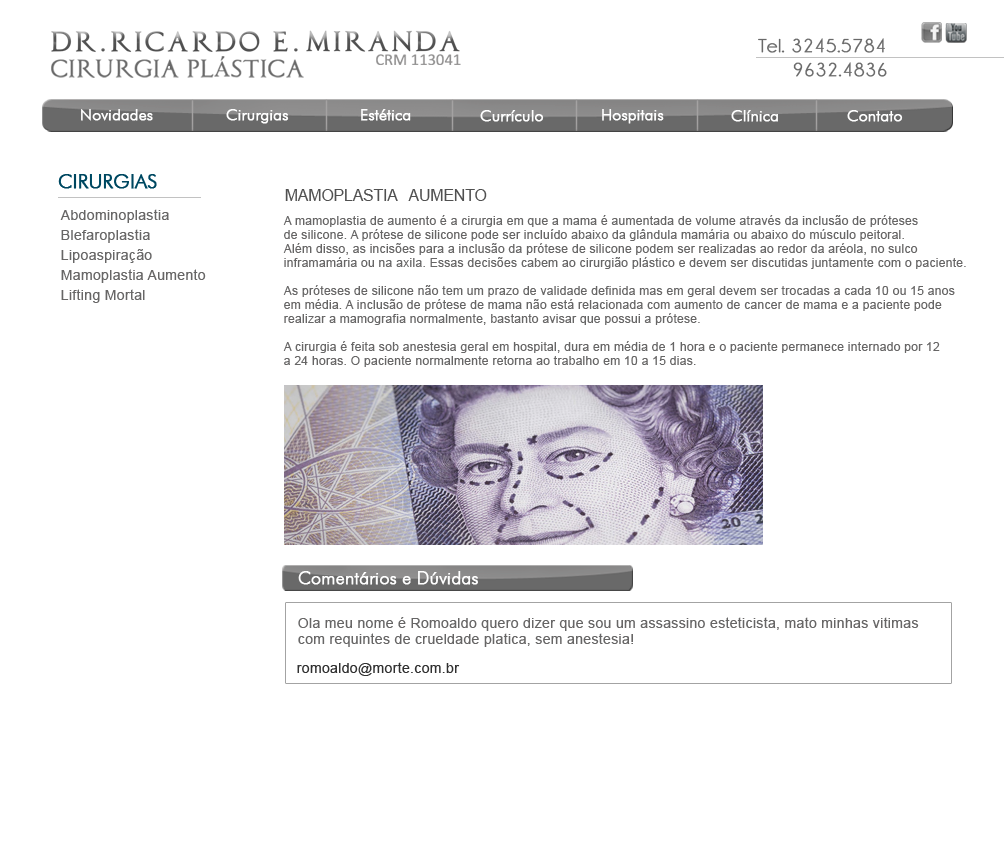 DR. RICARDO E. MIRANDA
CIRURGIA PLÁSTICA
CRM 113041
Tel. 3245.5784
9632.4836
f
You Tube
Novidades
Cirurgias
Estética
Currículo
Hospitais
Clínica
Contato
CIRURGIAS
Abdominoplastia
Blefaroplastia
Lipoaspiração
Mamoplastia Aumento
Lifting Mortal
MAMOPLASTIA AUMENTO
A mamoplastia de aumento é a cirurgia em que a mama é aumentada de volume através da inclusão de próteses
de silicone. A prótese de silicone pode ser incluído abaixo da glândula mamária ou abaixo do músculo peitoral.
Além disso, as incisões para a inclusão da prótese de silicone podem ser realizadas ao redor da aréola, no sulco
inframamária ou na axila. Essas decisões cabem ao cirurgião plástico e devem ser discutidas juntamente com o paciente.
As próteses de silicone não tem um prazo de validade definida mas em geral devem ser trocadas a cada 10 ou 15 anos
em média. A inclusão de prótese de mama não está relacionada com aumento de cancer de mama e a paciente pode
realizar a mamografia normalmente, bastanto avisar que possui a prótese.
A cirurgia é feita sob anestesia geral em hospital, dura em média de 1 hora e o paciente permanece internado por 12
a 24 horas. O paciente normalmente retorna ao trabalho em 10 a 15 dias.
20
Comentários e Dúvidas
Ola meu nome é Romoaldo quero dizer que sou um assassino esteticista, mato minhas vitimas
com requintes de crueldade platica, sem anestesia!
romoaldo@morte.com.br